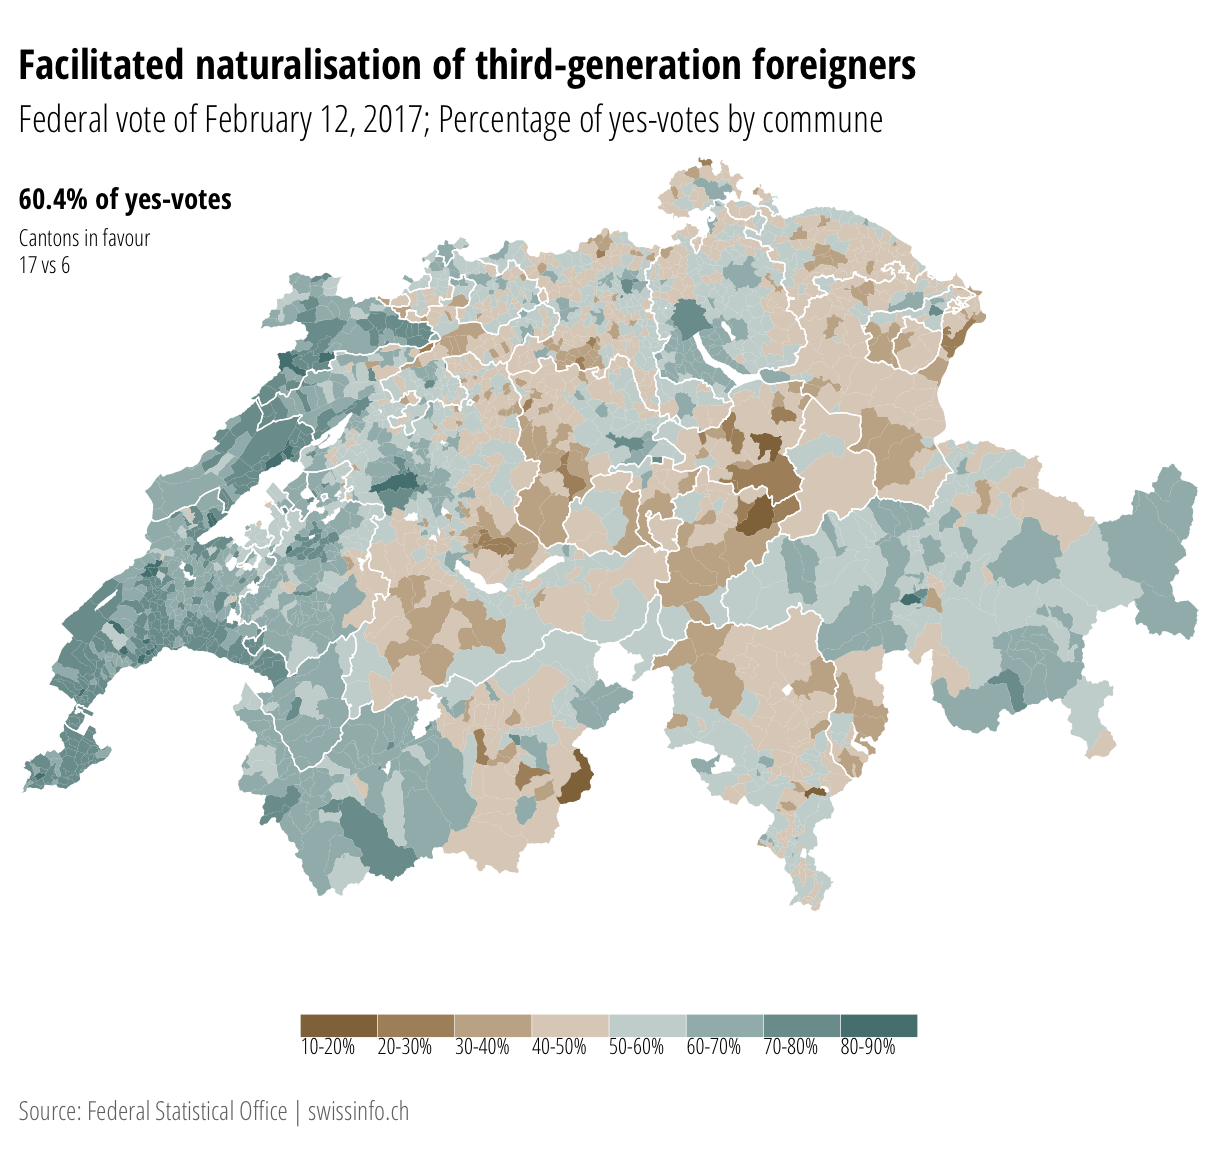 Facilitated naturalisation of third-generation foreigners
Federal vote of February 12, 2017; Percentage of yes-votes by commune
60.4% of yes-votes
Cantons in favour
17 vs 6
10-20% 20-30% 30-40% 40-50% 50-60% 60-70% 70-80% 80-90%
Source: Federal Statistical Office | swissinfo.ch